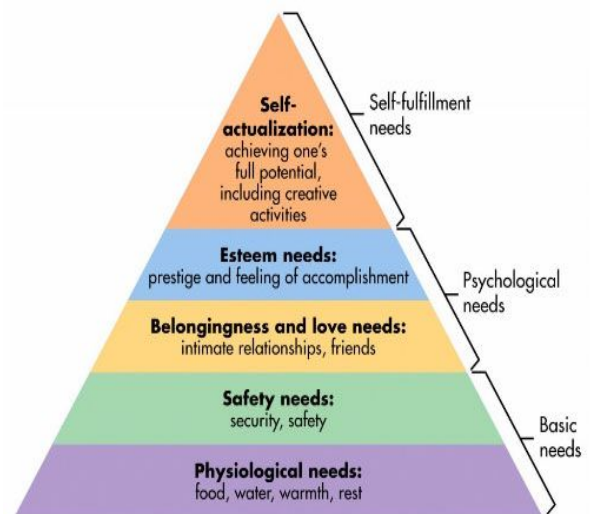 Self-
actualization:
achieving one's
full potential,
including creative
activities
Self-fulfillment
needs
Esteem needs:
prestige and feeling of accomplishment
Belongingness and love needs:
intimate relationships, friends
Psychological
needs
Safety needs:
security, safety
Physiological needs:
food, water, warmth, rest
Basic
needs